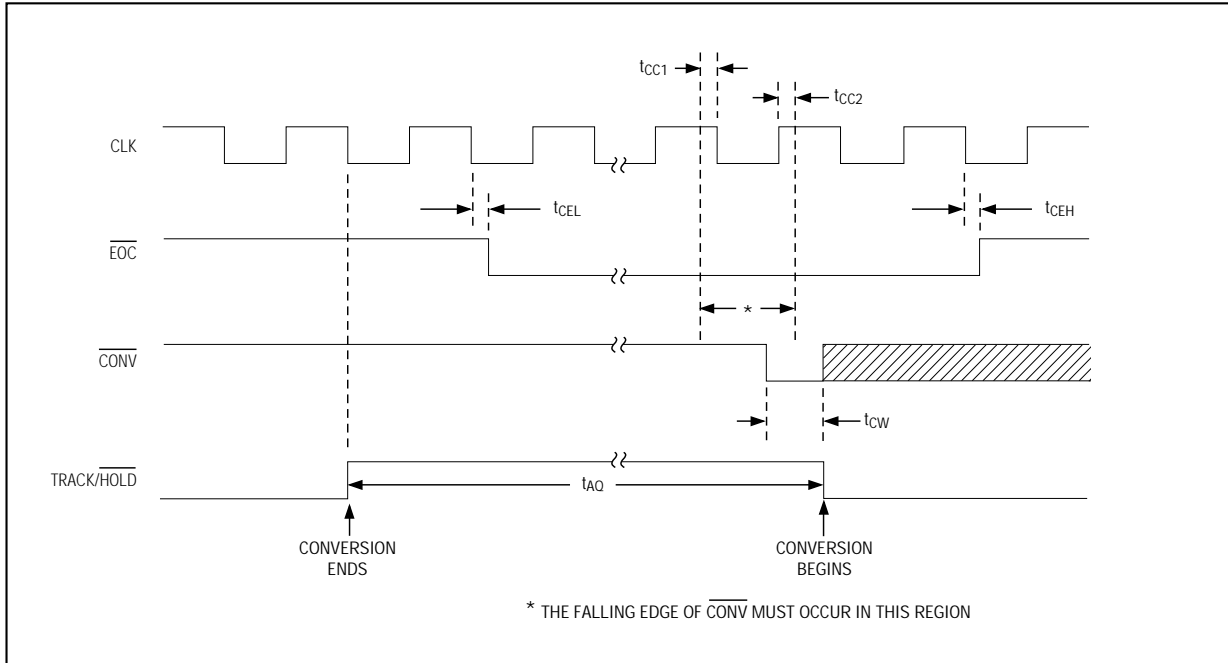 tCC1
tCC2
CLK
tCEL
tCEH
EOC
*
CONV
tCW
TRACK/HOLD
tAQ
CONVERSION
ENDS
CONVERSION
BEGINS
* THE FALLING EDGE OF CONV MUST OCCUR IN THIS REGION